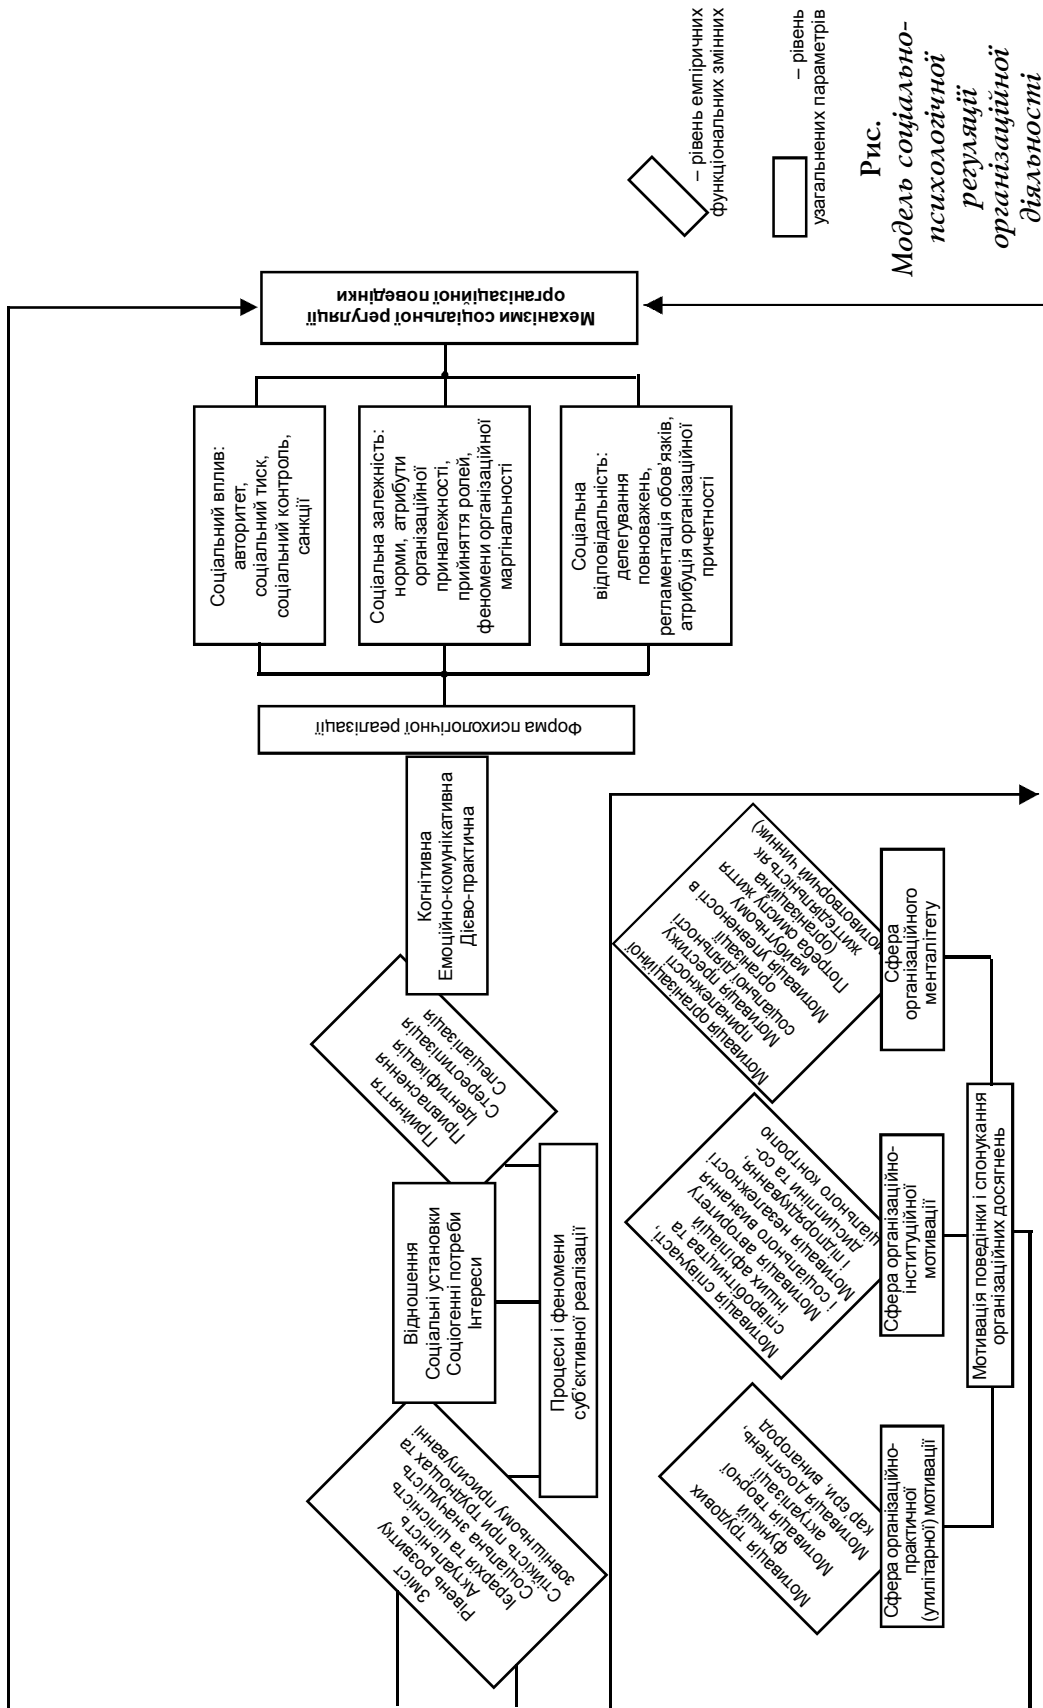 Механізми соціальної регуляції
організаційної поведінки
Соціальний вплив:
авторитет,
соціальний тиск,
соціальний контроль,
санкції
Соціальна залежність:
норми, атрибути
організаційної
приналежності,
прийняття ролей,
феномени організаційної
маргінальності
Соціальна
відповідальність:
делегування
повноважень,
регламентація обов'язків,
атрибуція організаційної
причетності
Форма психологічної реалізації
Когнітивна
Емоційно-комунікативна
Дієво-практична
Прийняття
Привласнення
Ідентифікація
Стереотипізація
Спеціалізація
Відношення
Соціальні установки
Соціогенні потреби
Інтереси
Зміст
Рівень розвитку
Актуальність
Ієрархія та цілісність
Соціальна значущість
Стійкість при труднощах та
зовнішньому присилуванні
Процеси і феномени
суб'єктивної реалізації
Мотивація трудових
функцій
Мотивація творчої
актуалізації
Мотивація досягнень,
кар'єри, винагород
Мотивація співучасті,
співробітництва та
інших афіляцій
Мотивація авторитету
і соціального визнання
Мотивація незалежності
і підпорядкування,
дисципліни та со-
ціального контролю
Мотивація організаційної
приналежності
Мотивація престижу
соціальної діяльності
організації
Мотивація упевненості в
майбутньому
Потреба смислу життя
(організаційна
життєдіяльність як
мотивотворчий чинник)
Сфера організаційно-
практичної
(утилітарної) мотивації
Сфера організаційно-
інституційної
мотивації
Сфера
організаційного
менталітету
Мотивація поведінки і спонукання
організаційних досягнень
– рівень емпіричних
функціональних змінних
– рівень
узагальнених параметрів
Рис.
Модель соціально-
психологічної
регуляції
організаційної
діяльності